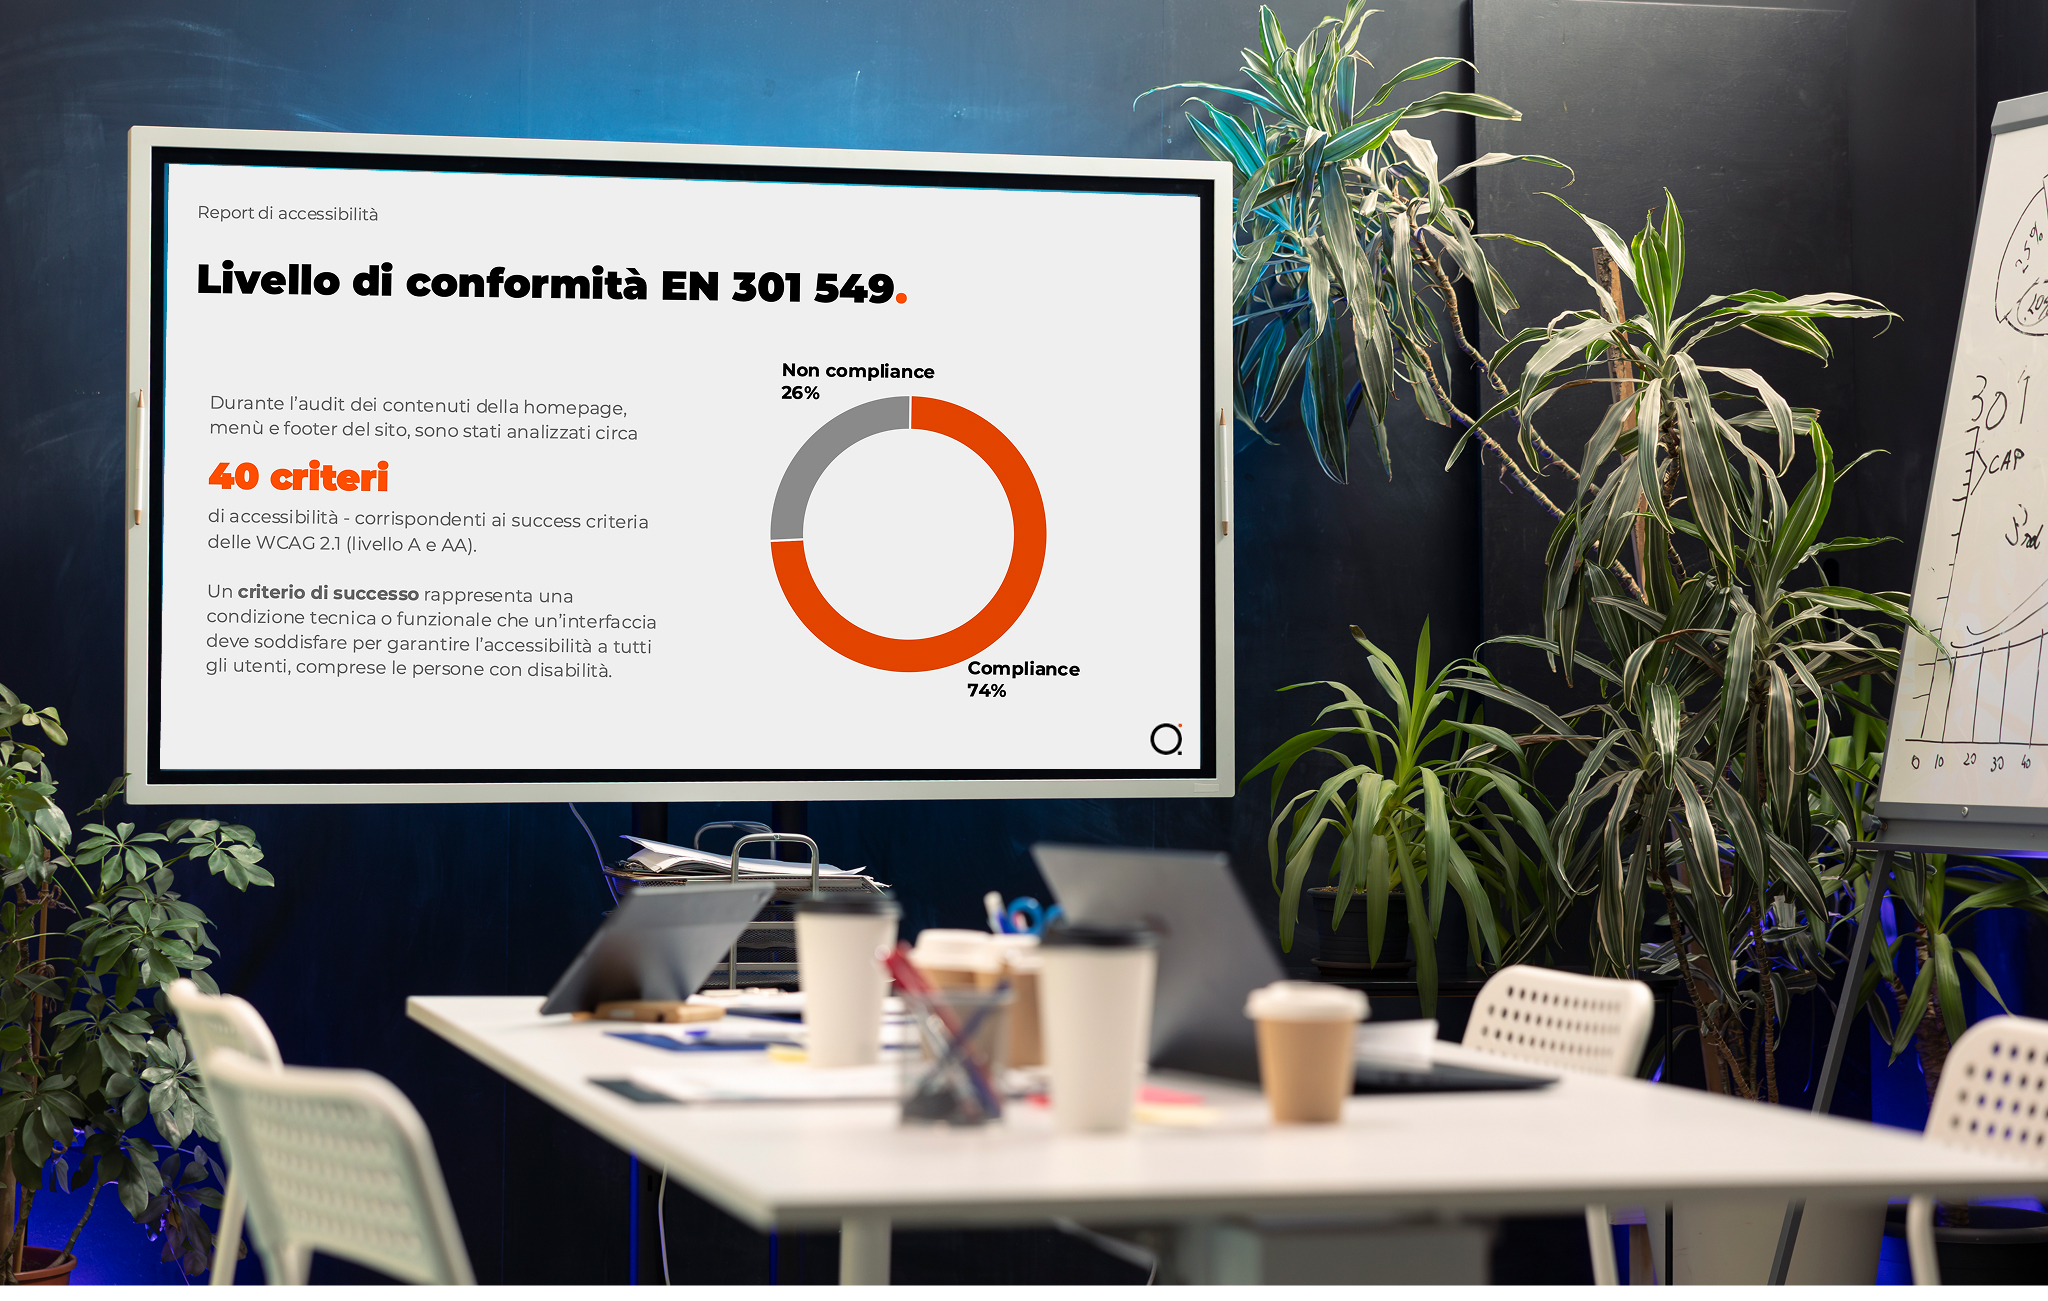 Report di accessibilità
Livello di conformità EN 301 549.
Durante l'audit dei contenuti della homepage,
menù e footer del sito, sono stati analizzati circa
40 criteri
di accessibilità - corrispondenti ai success criteria
delle WCAG 2.1 (livello A e AA).
Un criterio di successo rappresenta una
condizione tecnica o funzionale che un'interfaccia
deve soddisfare per garantire l'accessibilità a tutti
gli utenti, comprese le persone con disabilità.
Non compliance
26%
Compliance
74%
25%
301
CAP
0 10 20 30 40